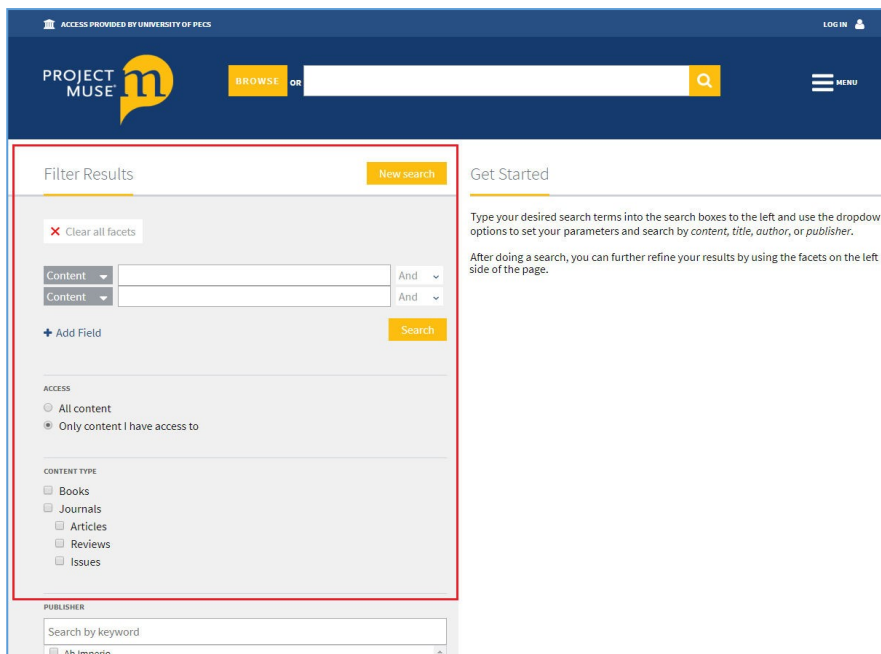 ACCESS PROVIDED BY UNIVERSITY OF PECS
LOG IN
PROJECT
MUSE®
m
BROWSE OR
MENU
Filter Results
New search
Clear all facets
Content
And
Content
And
Add Field
Search
ACCESS
All content
Only content I have access to
CONTENT TYPE
Books
Journals
Articles
Reviews
Issues
PUBLISHER
Search by keyword
Ab Imperio
Get Started
Type your desired search terms into the search boxes to the left and use the dropdow
options to set your parameters and search by content, title, author, or publisher.
After doing a search, you can further refine your results by using the facets on the left
side of the page.